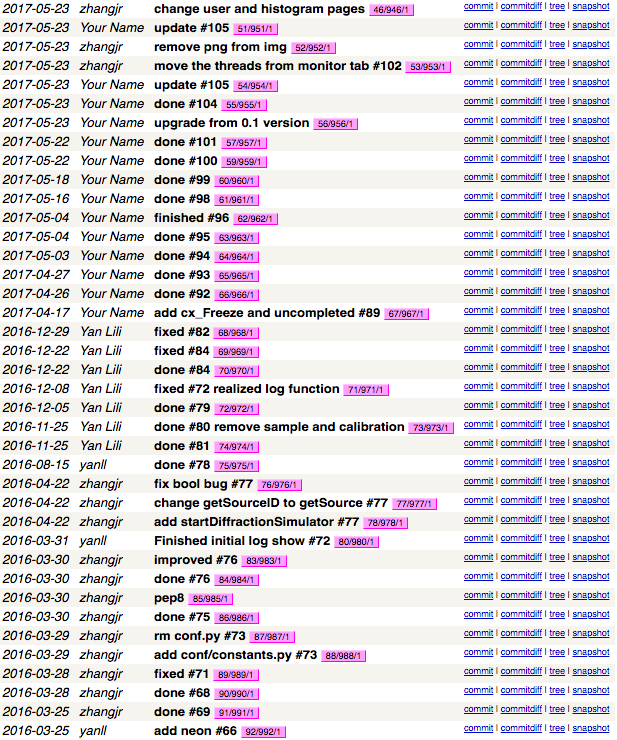 2017-05-23 zhangjr change user and histogram pages 46/946/1 commit | commitdiff | tree | snapshot
2017-05-23 Your Name update #105 51/951/1 commit | commitdiff | tree | snapshot
2017-05-23 zhangjr remove png from img 52/952/1 commit | commitdiff | tree | snapshot
2017-05-23 zhangjr move the threads from monitor tab #102 53/953/1 commit | commitdiff | tree | snapshot
2017-05-23 Your Name update #105 54/954/1 commit | commitdiff | tree | snapshot
2017-05-23 Your Name done #104 55/955/1 commit | commitdiff | tree | snapshot
2017-05-23 Your Name upgrade from 0.1 version 56/956/1 commit | commitdiff | tree | snapshot
2017-05-22 Your Name done #101 57/957/1 commit | commitdiff | tree | snapshot
2017-05-22 Your Name done #100 59/959/1 commit | commitdiff | tree | snapshot
2017-05-18 Your Name done #99 60/960/1 commit | commitdiff | tree | snapshot
2017-05-16 Your Name done #98 61/961/1 commit | commitdiff | tree | snapshot
2017-05-04 Your Name finished #96 62/962/1 commit | commitdiff | tree | snapshot
2017-05-04 Your Name done #95 63/963/1 commit | commitdiff | tree | snapshot
2017-05-03 Your Name done #94 64/964/1 commit | commitdiff | tree | snapshot
2017-04-27 Your Name done #93 65/965/1 commit | commitdiff | tree | snapshot
2017-04-26 Your Name done #92 66/966/1 commit | commitdiff | tree | snapshot
2017-04-17 Your Name add cx_Freeze and uncompleted #89 67/967/1 commit | commitdiff | tree | snapshot
2016-12-29 Yan Lili fixed #82 68/968/1 commit | commitdiff | tree | snapshot
2016-12-22 Yan Lili fixed #84 69/969/1 commit | commitdiff | tree | snapshot
2016-12-22 Yan Lili done #84 70/970/1 commit | commitdiff | tree | snapshot
2016-12-08 Yan Lili fixed #72 realized log function 71/971/1 commit | commitdiff | tree | snapshot
2016-12-05 Yan Lili done #79 72/972/1 commit | commitdiff | tree | snapshot
2016-11-25 Yan Lili done #80 remove sample and calibration 73/973/1 commit | commitdiff | tree | snapshot
2016-11-25 Yan Lili done #81 74/974/1 commit | commitdiff | tree | snapshot
2016-08-15 yanll done #78 75/975/1 commit | commitdiff | tree | snapshot
2016-04-22 zhangjr fix bool bug #77 76/976/1 commit | commitdiff | tree | snapshot
2016-04-22 zhangjr change getSourceID to getSource #77 77/977/1 commit | commitdiff | tree | snapshot
2016-04-22 zhangjr add startDiffractionSimulator #77 78/978/1 commit | commitdiff | tree | snapshot
2016-03-31 yanll Finished initial log show #72 80/980/1 commit | commitdiff | tree | snapshot
2016-03-30 zhangjr improved #76 83/983/1 commit | commitdiff | tree | snapshot
2016-03-30 zhangjr done #76 84/984/1 commit | commitdiff | tree | snapshot
2016-03-30 zhangjr pep8 85/985/1 commit | commitdiff | tree | snapshot
2016-03-30 zhangjr done #75 86/986/1 commit | commitdiff | tree | snapshot
2016-03-29 zhangjr rm conf.py #73 87/987/1 commit | commitdiff | tree | snapshot
2016-03-29 zhangjr add conf/constants.py #73 88/988/1 commit | commitdiff | tree | snapshot
2016-03-28 zhangjr fixed #71 89/989/1 commit | commitdiff | tree | snapshot
2016-03-28 zhangjr done #68 90/990/1 commit | commitdiff | tree | snapshot
2016-03-25 zhangjr done #69 91/991/1 commit | commitdiff | tree | snapshot
2016-03-25 yanll add neon #66 92/992/1 commit | commitdiff | tree | snapshot